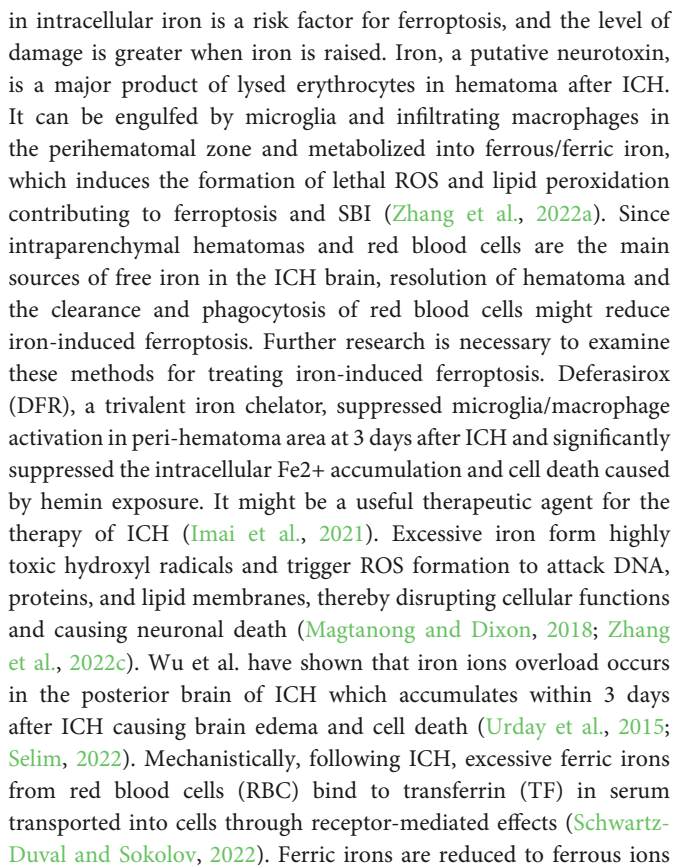 in intracellular iron is a risk factor for ferroptosis, and the level of
damage is greater when iron is raised. Iron, a putative neurotoxin,
is a major product of lysed erythrocytes in hematoma after ICH.
It can be engulfed by microglia and infiltrating macrophages in
the perihematomal zone and metabolized into ferrous/ferric iron,
which induces the formation of lethal ROS and lipid peroxidation
contributing to ferroptosis and SBI (Zhang et al., 2022a). Since
intraparenchymal hematomas and red blood cells are the main
sources of free iron in the ICH brain, resolution of hematoma and
the clearance and phagocytosis of red blood cells might reduce
iron-induced ferroptosis. Further research is necessary to examine
these methods for treating iron-induced ferroptosis. Deferasirox
(DFR), a trivalent iron chelator, suppressed microglia/macrophage
activation in peri-hematoma area at 3 days after ICH and significantly
suppressed the intracellular Fe2+ accumulation and cell death caused
by hemin exposure. It might be a useful therapeutic agent for the
therapy of ICH (Imai et al., 2021). Excessive iron form highly
toxic hydroxyl radicals and trigger ROS formation to attack DNA,
proteins, and lipid membranes, thereby disrupting cellular functions
and causing neuronal death (Magtanong and Dixon, 2018; Zhang
et al., 2022c). Wu et al. have shown that iron ions overload occurs
in the posterior brain of ICH which accumulates within 3 days
after ICH causing brain edema and cell death (Urday et al., 2015;
Selim, 2022). Mechanistically, following ICH, excessive ferric irons
from red blood cells (RBC) bind to transferrin (TF) in serum
transported into cells through receptor-mediated effects (Schwartz-
Duval and Sokolov, 2022). Ferric irons are reduced to ferrous ions